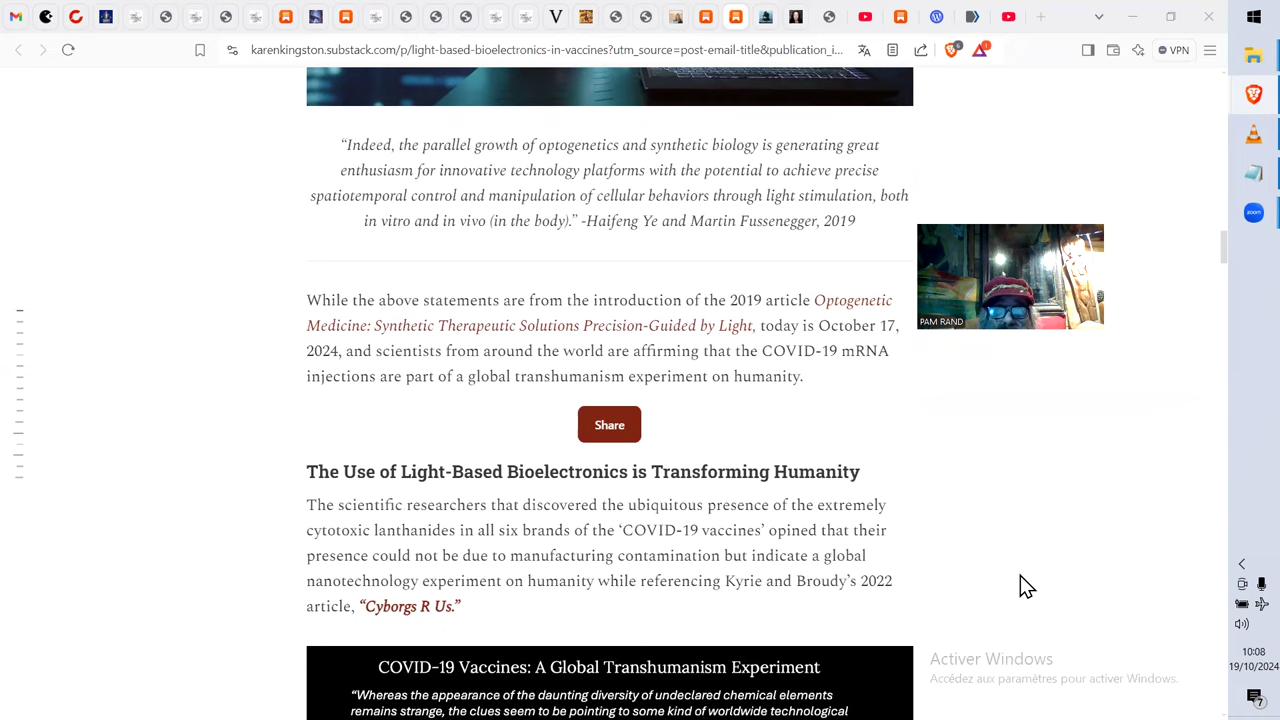 karenkingston.substack.com/p/light-based-bioelectronics-in-vaccines?utm_source=post-email-title&publication_i...
6
1
VPN
“Indeed, the parallel growth of optogenetics and synthetic biology is generating great
enthusiasm for innovative technology platforms with the potential to achieve precise
spatiotemporal control and manipulation of cellular behaviors through light stimulation, both
in vitro and in vivo (in the body).” -Haifeng Ye and Martin Fussenegger, 2019
PAM RAND
While the above statements are from the introduction of the 2019 article Optogenetic
Medicine: Synthetic Therapeutic Solutions Precision-Guided by Light, today is October 17,
2024, and scientists from around the world are affirming that the COVID-19 mRNA
injections are part of a global transhumanism experiment on humanity.
Share
The Use of Light-Based Bioelectronics is Transforming Humanity
The scientific researchers that discovered the ubiquitous presence of the extremely
cytotoxic lanthanides in all six brands of the ‘COVID-19 vaccines’ opined that their
presence could not be due to manufacturing contamination but indicate a global
nanotechnology experiment on humanity while referencing Kyrie and Broudy’s 2022
article, “Cyborgs R Us.”
COVID-19 Vaccines: A Global Transhumanism Experiment
“Whereas the appearance of the daunting diversity of undeclared chemical elements
remains strange, the clues seem to be pointing to some kind of worldwide technological
Activer Windows
Accédez aux paramètres pour activer Windows.
zoom
10:08
19/10/2024
7